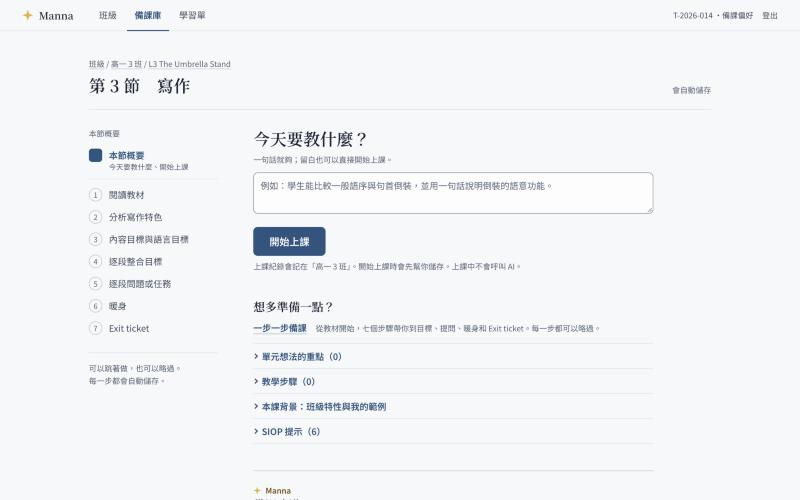 Manna 班級 備課庫 學習單 T-2026-014・備課偏好 登出
班級 / 高一 3 班 / L3 The Umbrella Stand
第 3 節 寫作
會自動儲存
本節概要
本節概要
今天要教什麼、開始上課
1 閱讀教材
2 分析寫作特色
3 內容目標與語言目標
4 逐段整合目標
5 逐段問題或任務
6 暖身
7 Exit ticket
可以跳著做，也可以略過。
每一步都會自動儲存。
今天要教什麼？
一句話就夠；留白也可以直接開始上課。
例如：學生能比較一般語序與句首倒裝，並用一句話說明倒裝的語意功能。
開始上課
上課紀錄會記在「高一 3 班」。開始上課時會先幫你儲存。上課中不會呼叫 AI。
想多準備一點？
一步一步備課 從教材開始，七個步驟帶你到目標、提問、暖身和 Exit ticket。每一步都可以略過。
單元想法的重點（0）
教學步驟（0）
本課背景：班級特性與我的範例
SIOP 提示（6）
Manna